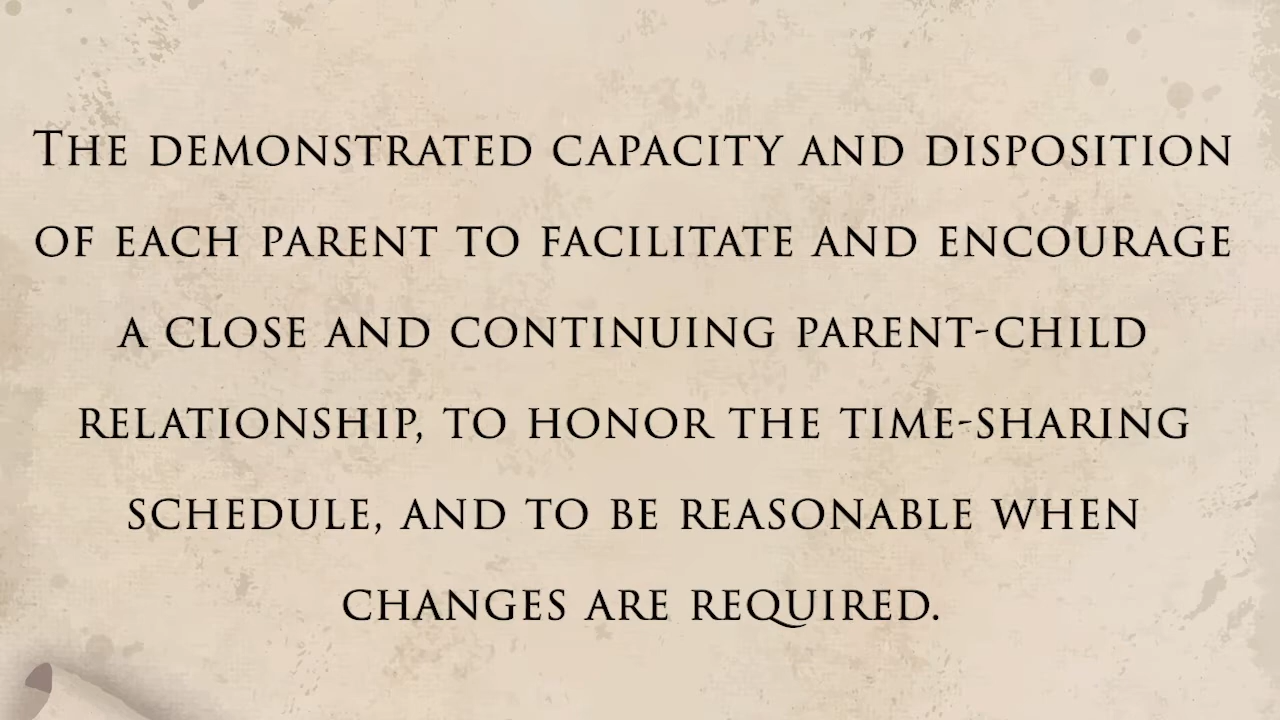 The demonstrated capacity and disposition
of each parent to facilitate and encourage
a close and continuing parent-child
relationship, to honor the time-sharing
schedule, and to be reasonable when
changes are required.